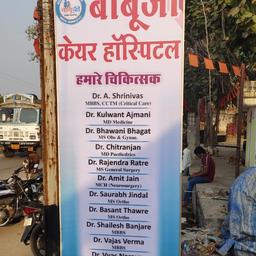 बाबूजी
केयर हॉस्पिटल
हमारे चिकित्सक
Dr. A. Shrinivas
MBBS, CCTM (Critical Care)
Dr. Kulwant Ajmani
MD Medicine
Dr. Bhawani Bhagat
MS Obs & Gynae.
Dr. Chitranjan
MD Paediatrics
Dr. Rajendra Ratre
MS General Surgery
Dr. Amit Jain
MCH (Neurosurgery)
Dr. Saurabh Jindal
MS Ortho
Dr. Basant Thawre
MS Ortho
Dr. Shailesh Banjare
MBBS
Dr. Vajas Verma
MBBS